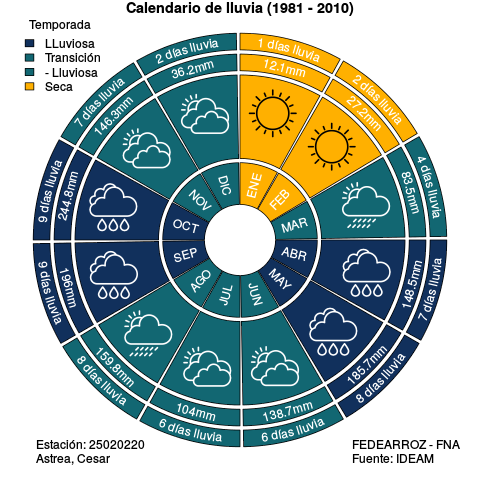 Calendario de lluvia (1981 - 2010)
Temporada
LLuviosa
Transición
- Lluviosa
Seca
1 días lluvia
12.1mm
ENE
2 días lluvia
27.2mm
FEB
4 días lluvia
83.5mm
MAR
7 días lluvia
148.5mm
ABR
8 días lluvia
185.7mm
MAY
6 días lluvia
138.7mm
JUN
6 días lluvia
104mm
JUL
8 días lluvia
159.8mm
AGO
9 días lluvia
196mm
SEP
9 días lluvia
244.8mm
OCT
7 días lluvia
146.3mm
NOV
2 días lluvia
36.2mm
DIC
Estación: 25020220
Astrea, Cesar
FEDEARROZ - FNA
Fuente: IDEAM